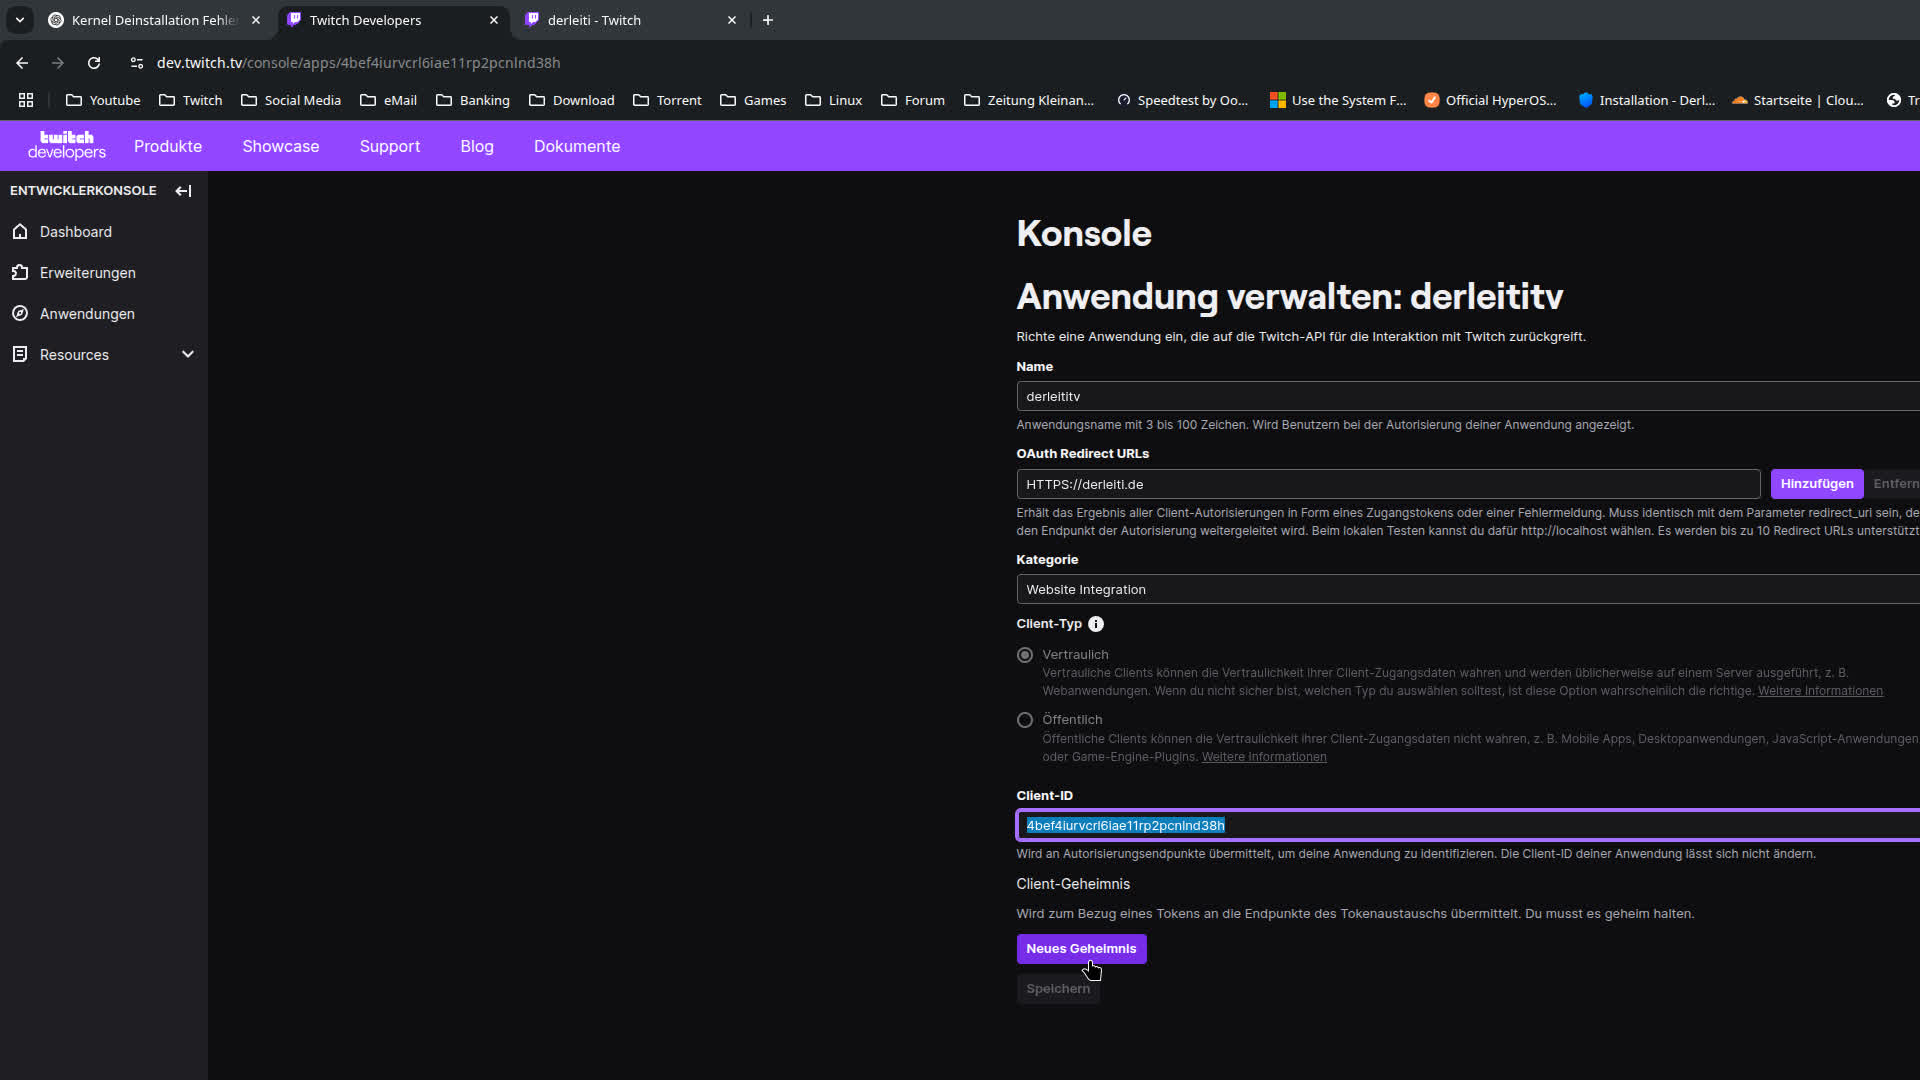 Kernel Deinstallation Fehle
Twitch Developers
derleiti - Twitch
dev.twitch.tv/console/apps/4bef4iurvcrl6iae11rp2pcnlnd38h
Youtube
Twitch
Social Media
eMail
Banking
Download
Torrent
Games
Linux
Forum
Zeitung Kleinan...
Speedtest by Oo...
Use the System F...
Official HyperOS...
Installation - Derl...
Startseite | Clou...
Tr
twitch
developers
Produkte
Showcase
Support
Blog
Dokumente
ENTWICKLERKONSOLE
Dashboard
Erweiterungen
Anwendungen
Resources
Konsole
Anwendung verwalten: derleititv
Richte eine Anwendung ein, die auf die Twitch-API für die Interaktion mit Twitch zurückgreift.
Name
derleititv
Anwendungsname mit 3 bis 100 Zeichen. Wird Benutzern bei der Autorisierung deiner Anwendung angezeigt.
OAuth Redirect URLs
HTTPS://derleiti.de
Hinzufügen
Entfern
Erhält das Ergebnis aller Client-Autorisierungen in Form eines Zugangstokens oder einer Fehlermeldung. Muss identisch mit dem Parameter redirect_uri sein, de
den Endpunkt der Autorisierung weitergeleitet wird. Beim lokalen Testen kannst du dafür http://localhost wählen. Es werden bis zu 10 Redirect URLs unterstützt
Kategorie
Website Integration
Client-Typ
Vertraulich
Vertrauliche Clients können die Vertraulichkeit ihrer Client-Zugangsdaten wahren und werden üblicherweise auf einem Server ausgeführt, z. B.
Webanwendungen. Wenn du nicht sicher bist, welchen Typ du auswählen solltest, ist diese Option wahrscheinlich die richtige. Weitere Informationen
Öffentlich
Öffentliche Clients können die Vertraulichkeit ihrer Client-Zugangsdaten nicht wahren, z. B. Mobile Apps, Desktopanwendungen, JavaScript-Anwendungen
oder Game-Engine-Plugins. Weitere Informationen
Client-ID
4bef4iurvcrl6iae11rp2pcnlnd38h
Wird an Autorisierungsendpunkte übermittelt, um deine Anwendung zu identifizieren. Die Client-ID deiner Anwendung lässt sich nicht ändern.
Client-Geheimnis
Wird zum Bezug eines Tokens an die Endpunkte des Tokenaustauschs übermittelt. Du musst es geheim halten.
Neues Geheimnis
Speichern